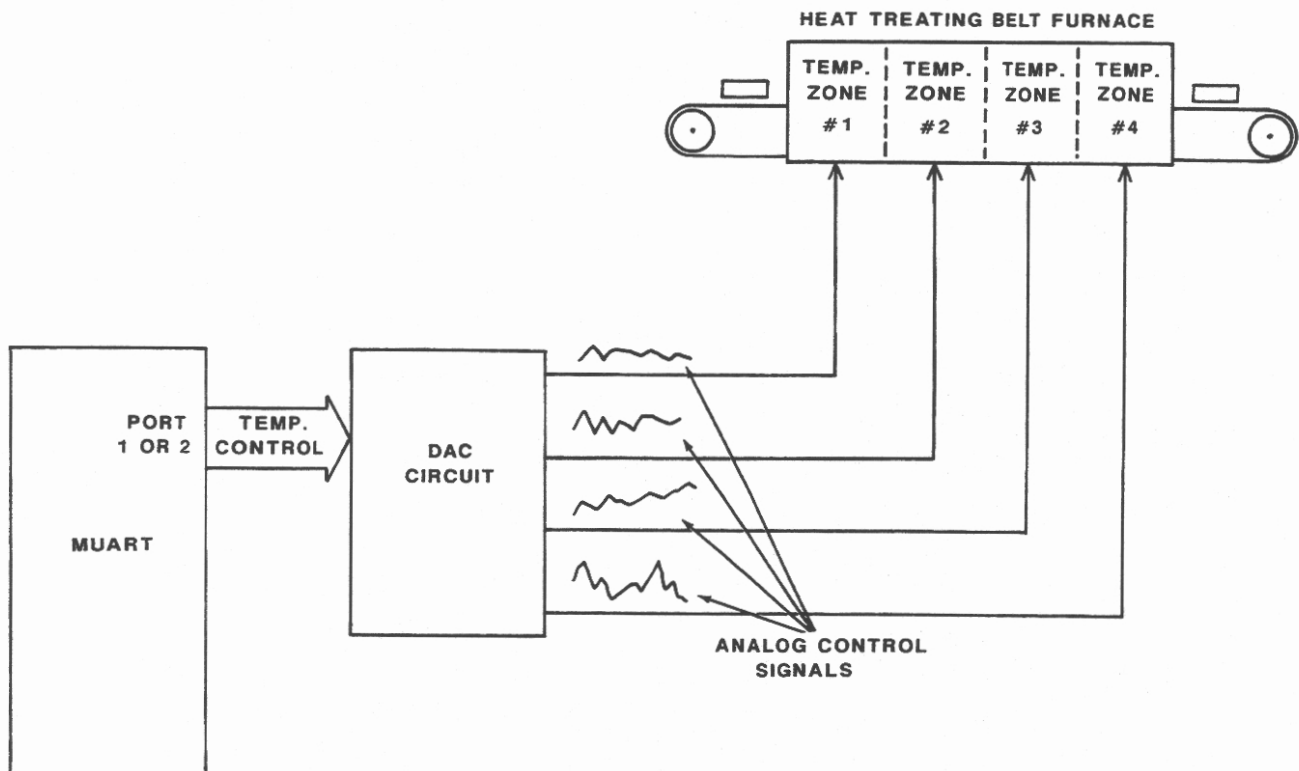 HEAT TREATING BELT FURNACE
TEMP.
ZONE
#1
TEMP.
ZONE
#2
TEMP.
ZONE
#3
TEMP.
ZONE
#4
PORT
1 OR 2
TEMP.
CONTROL
DAC
CIRCUIT
MUART
ANALOG CONTROL
SIGNALS